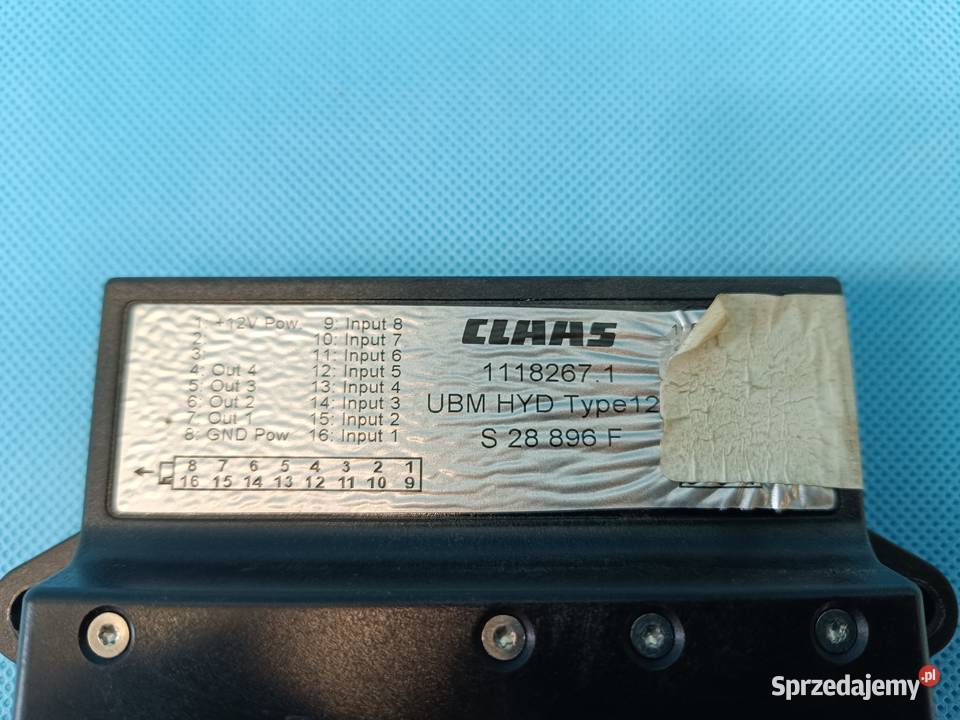 1: +12V Pow.
2:
3:
4: Out 4
5: Out 3
6: Out 2
7: Out 1
8: GND Pow
9: Input 8
10: Input 7
11: Input 6
12: Input 5
13: Input 4
14: Input 3
15: Input 2
16: Input 1
8 7 6 5 4 3 2 1
16 15 14 13 12 11 10 9
CLAAS
1118267.1
UBM HYD Type12
S 28 896 F
Sprzedajemy.pl